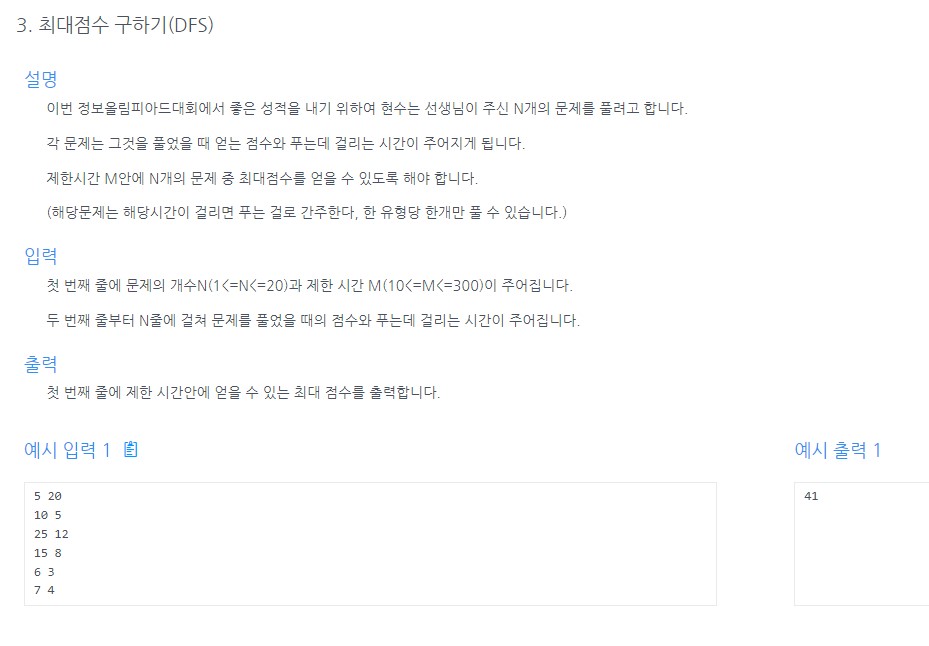 3. 최대점수 구하기(DFS)
설명
이번 정보올림피아드대회에서 좋은 성적을 내기 위하여 현수는 선생님이 주신 N개의 문제를 풀려고 합니다.
각 문제는 그것을 풀었을 때 얻는 점수와 푸는데 걸리는 시간이 주어지게 됩니다.
제한시간 M안에 N개의 문제 중 최대점수를 얻을 수 있도록 해야 합니다.
(해당문제는 해당시간이 걸리면 푸는 걸로 간주한다, 한 유형당 한개만 풀 수 있습니다.)
입력
첫 번째 줄에 문제의 개수N(1<=N<=20)과 제한 시간 M(10<=M<=300)이 주어집니다.
두 번째 줄부터 N줄에 걸쳐 문제를 풀었을 때의 점수와 푸는데 걸리는 시간이 주어집니다.
출력
첫 번째 줄에 제한 시간안에 얻을 수 있는 최대 점수를 출력합니다.
예시 입력 1
5 20
10 5
25 12
15 8
6 3
7 4
예시 출력 1
41